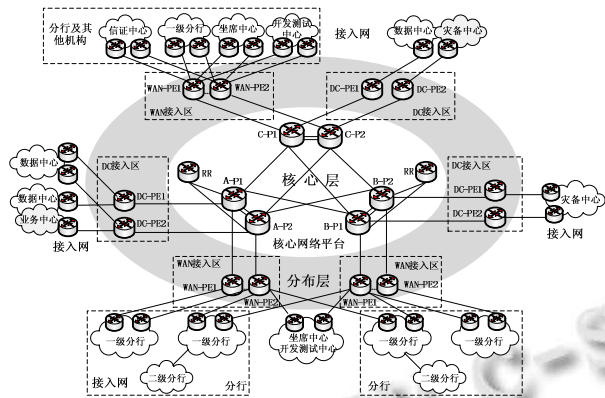 分行及其
他机构
信证中心
一级分行
坐席中心
开发测试
中心
接入网
数据中心
灾备中心
WAN-PE1
WAN-PE2
WAN接入区
DC-PE1
DC-PE2
DC接入区
C-P1
C-P2
数据中心
数据中心
业务中心
接入网
DC接入区
DC-PE1
DC-PE2
RR
A-P1
A-P2
核心层
核心网络平台
B-P2
B-P1
RR
DC接入区
DC-PE1
DC-PE2
灾备中心
接入网
WAN接入区
WAN-PE1
WAN-PE2
分布层
WAN接入区
WAN-PE1
WAN-PE2
一级分行
一级分行
二级分行
接入网
分行
坐席中心
开发测试中心
一级分行
一级分行
二级分行
分行